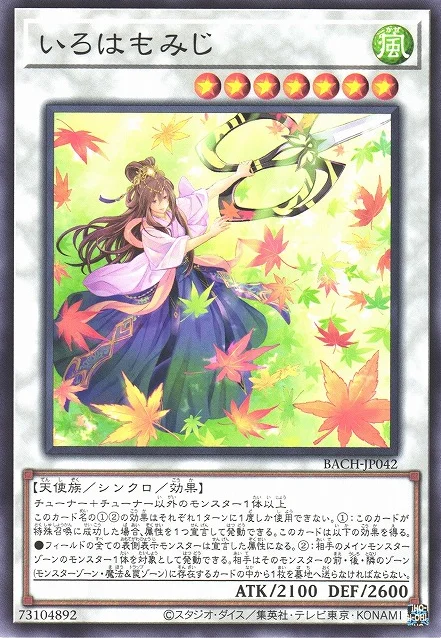 いろはもみじ
風
BACH-JP042
【天使族/シンクロ/効果】
チューナー+チューナー以外のモンスター1体以上
このカード名の①②の効果はそれぞれ1ターンに1度しか使用できない。①:このカードが
特殊召喚に成功した場合、属性を1つ宣言して発動できる。このカードは以下の効果を得る。
●フィールドの全ての表側表示モンスターは宣言した属性になる。②:相手のメインモンスター
ゾーンのモンスター1体を対象として発動できる。相手はそのモンスターの前・後・隣のゾーン
(モンスターゾーン・魔法&罠ゾーン)に存在するカードの中から1枚を墓地へ送らなければならない。
ATK/2100 DEF/2600
73104892
©スタジオ・ダイス/集英社・テレビ東京・KONAMI